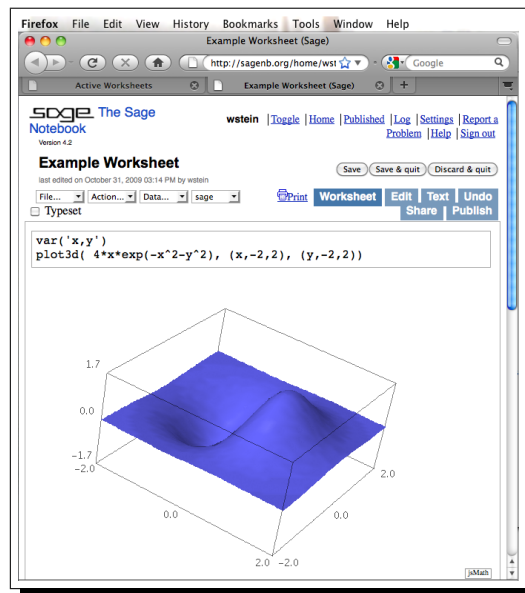 Firefox File Edit View History Bookmarks Tools Window Help
Example Worksheet (Sage)
http://sagenb.org/home/wst
Google
Active Worksheets
Example Worksheet (Sage)
sage The Sage
Notebook
Version 4.2
wstein | Toggle | Home | Published | Log | Settings | Report a
Problem | Help | Sign out
Example Worksheet
last edited on October 31, 2009 03:14 PM by wstein
Save Save & quit Discard & quit
File... Action... Data... sage
Print Worksheet Edit Text Undo
Typeset
Share Publish
var('x,y')
plot3d( 4*x*exp(-x^2-y^2), (x,-2,2), (y,-2,2))
1.7
0.0
-1.7
-2.0
2.0
0.0
0.0
2.0 -2.0
jsMath